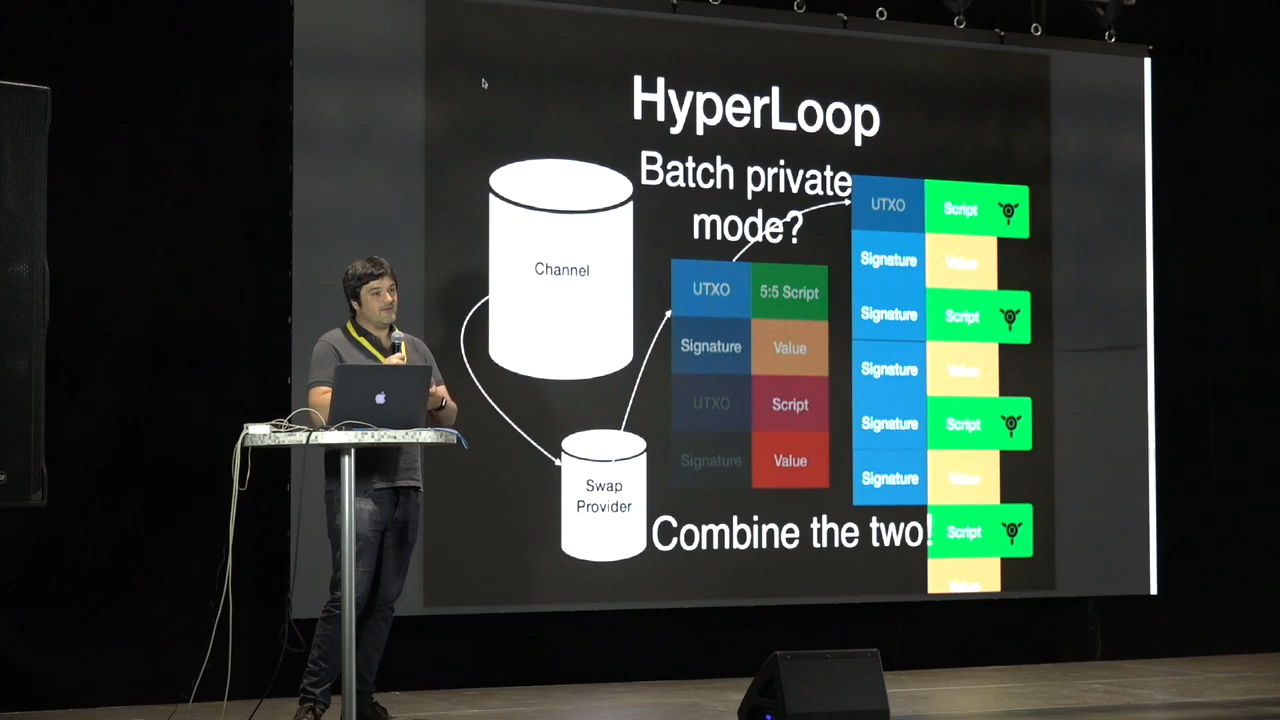 HyperLoop
Batch private
mode?
Channel
Swap
Provider
UTXO 5:5 Script
Signature Value
UTXO Script
Signature Value
UTXO Script
Signature Value
Signature Script
Signature Value
Signature Script
Signature Value
Script
Value
Combine the two!